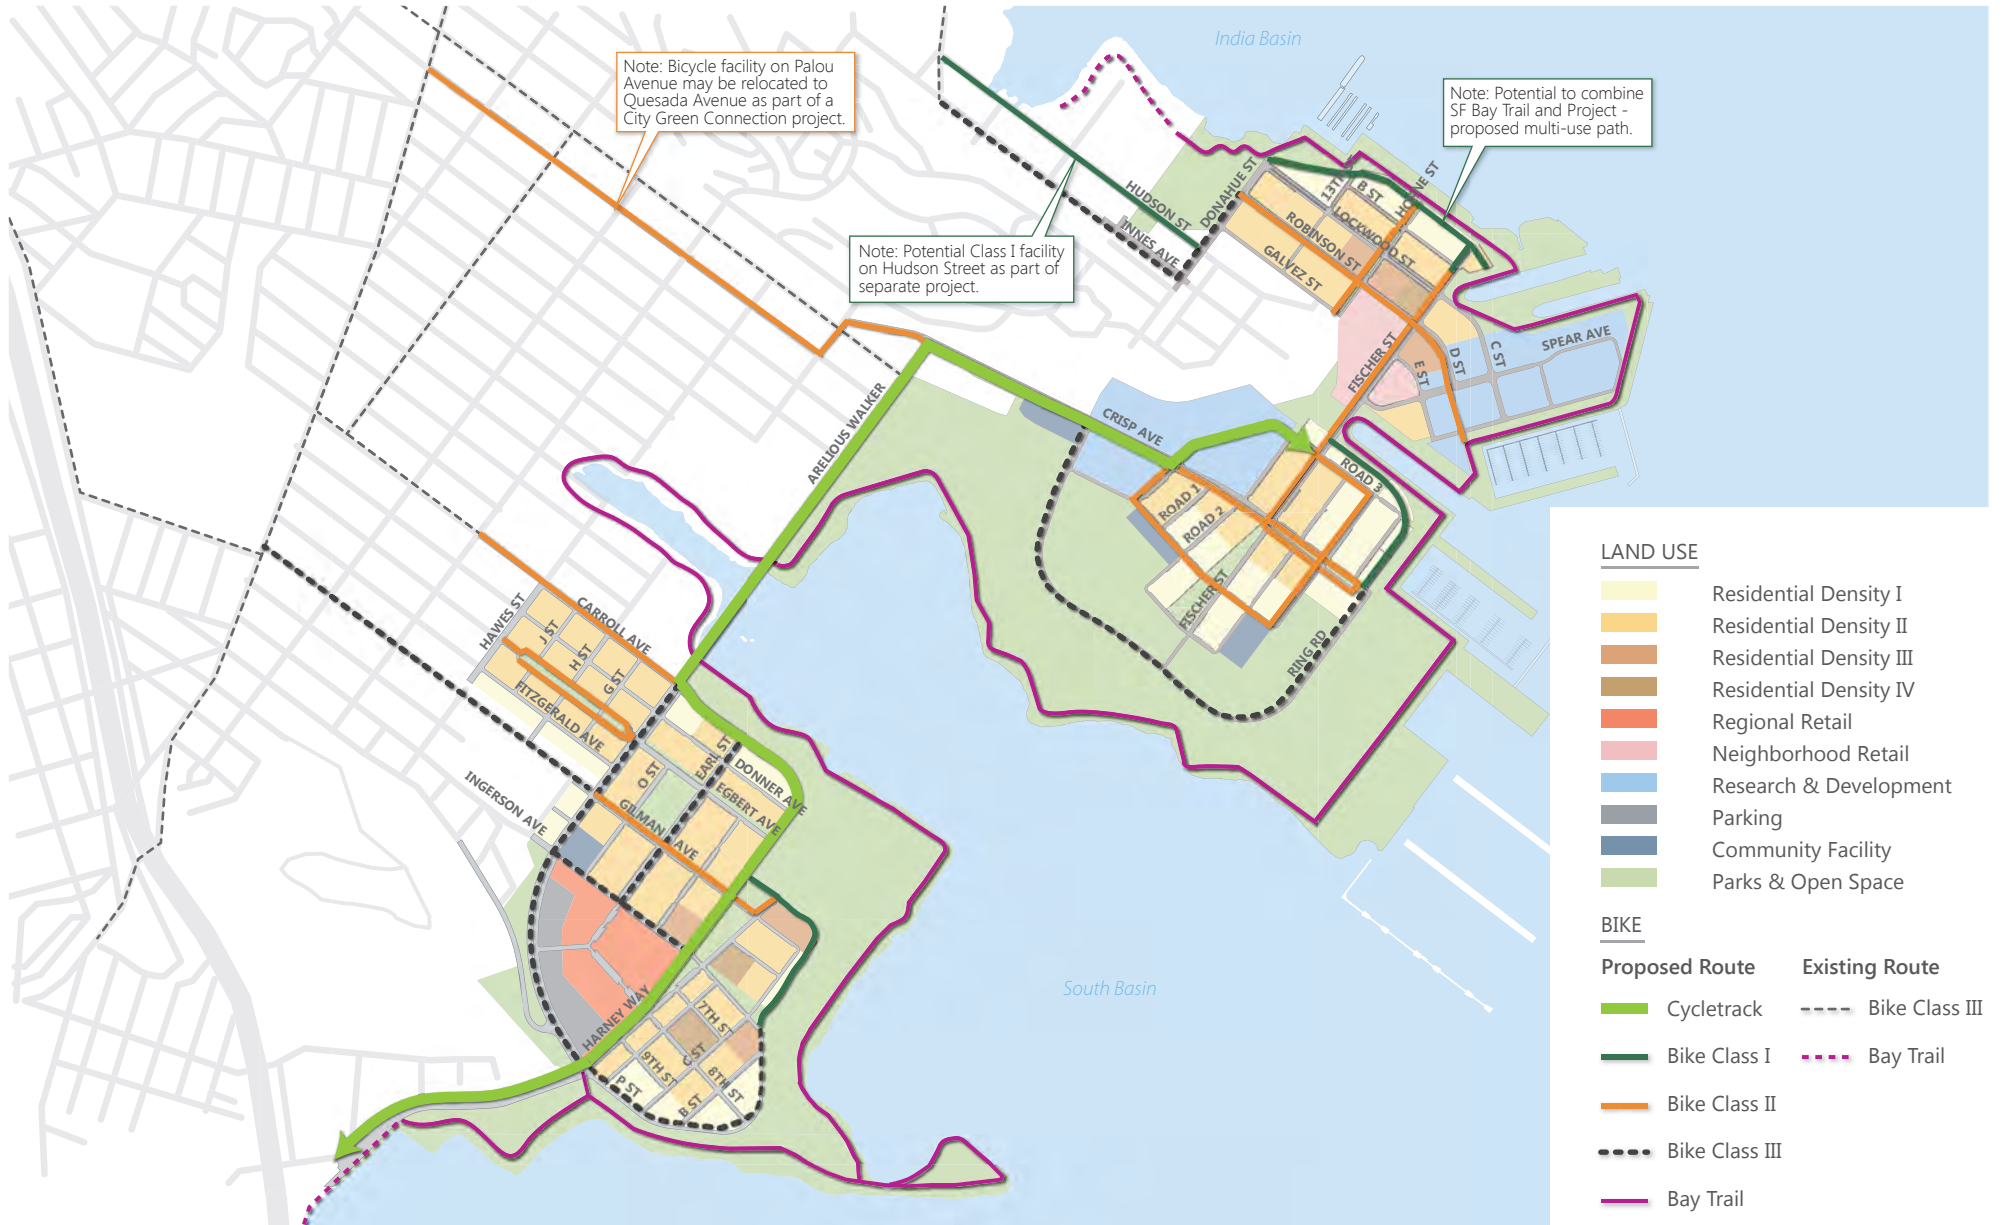 India Basin
Note: Bicycle facility on Palou
Avenue may be relocated to
Quesada Avenue as part of a
City Green Connection project.
Note: Potential to combine
SF Bay Trail and Project -
proposed multi-use path.
Note: Potential Class I facility
on Hudson Street as part of
separate project.
HUDSON ST
INNES AVE
DONAHUE ST
B ST
LOCKWOOD ST
ROBINSON ST
GALVEZ ST
FISCHER ST
E ST
D ST
C ST
SPEAR AVE
ARELIOUS WALKER
CRISP AVE
ROAD 1
ROAD 2
ROAD 3
FISCHER ST
RING RD
HAWES ST
J ST
H ST
G ST
CARROLL AVE
FITZGERALD AVE
INGERSON AVE
O ST
EARL ST
DONNER AVE
EGBERT AVE
GILMAN AVE
HARNEY WAY
7TH ST
9TH ST
8TH ST
P ST
B ST
South Basin
LAND USE
Residential Density I
Residential Density II
Residential Density III
Residential Density IV
Regional Retail
Neighborhood Retail
Research & Development
Parking
Community Facility
Parks & Open Space
BIKE
Proposed Route
Existing Route
Cycletrack
Bike Class III
Bike Class I
Bay Trail
Bike Class II
Bike Class III
Bay Trail